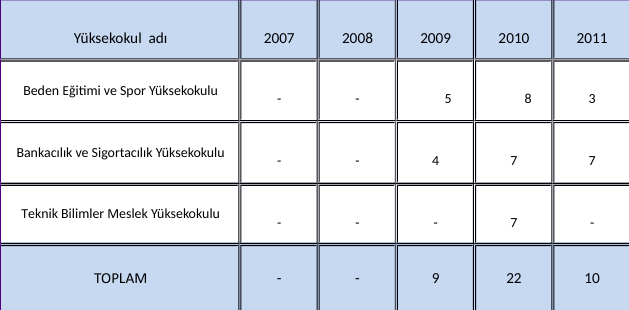 Yüksekokul adı 2007 2008 2009 2010 2011
Beden Eğitimi ve Spor Yüksekokulu - - 5 8 3
Bankacılık ve Sigortacılık Yüksekokulu - - 4 7 7
Teknik Bilimler Meslek Yüksekokulu - - - 7 -
TOPLAM - - 9 22 10